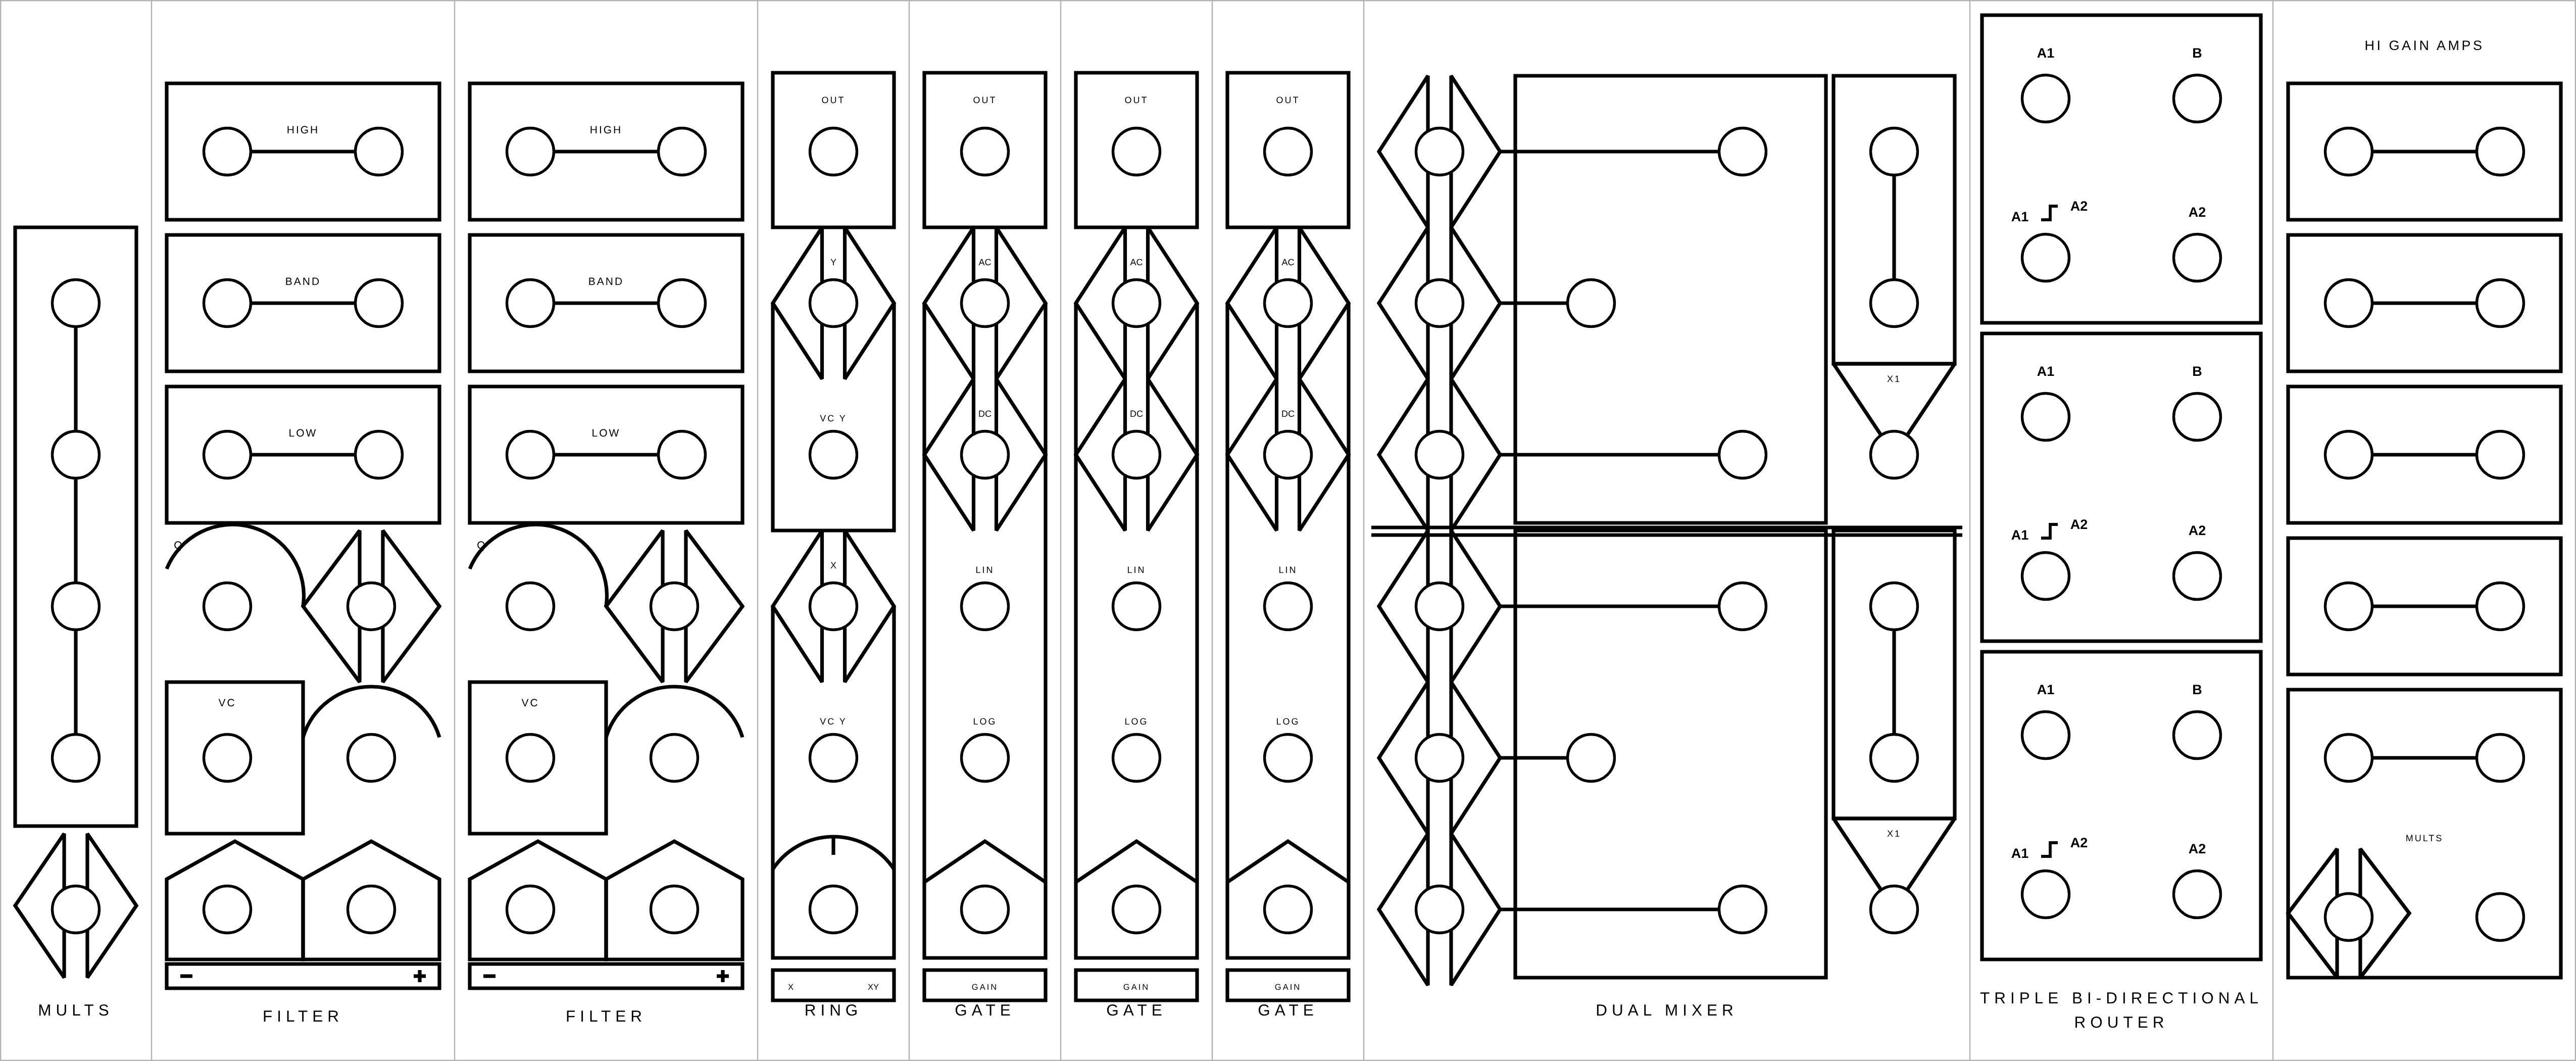 MULTS
HIGH
BAND
LOW
VC
− +
FILTER
HIGH
BAND
LOW
VC
− +
FILTER
OUT
Y
VC Y
X
VC Y
X XY
RING
OUT
AC
DC
LIN
LOG
GAIN
GATE
OUT
AC
DC
LIN
LOG
GAIN
GATE
OUT
AC
DC
LIN
LOG
GAIN
GATE
X1
X1
DUAL MIXER
A1 B
A1 A2 A2
A1 B
A1 A2 A2
A1 B
A1 A2 A2
TRIPLE BI-DIRECTIONAL
ROUTER
HI GAIN AMPS
MULTS